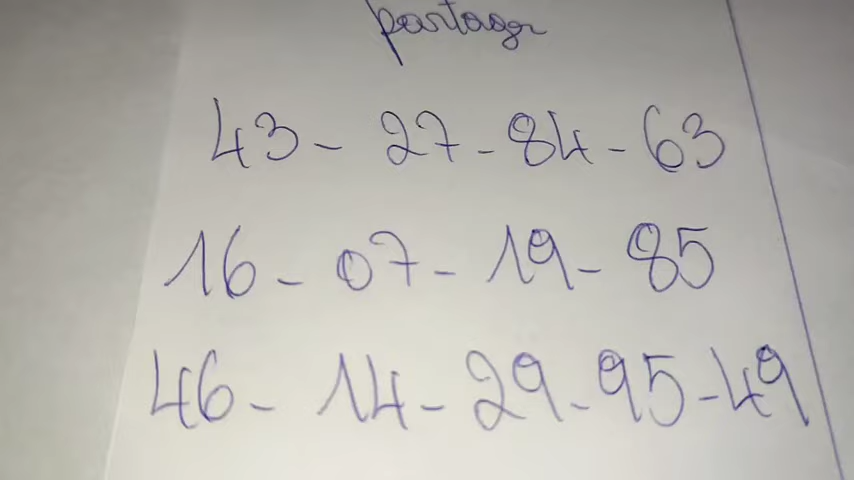 partage
43 - 27 - 84 - 63
16 - 07 - 19 - 85
46 - 14 - 29 - 95 - 49